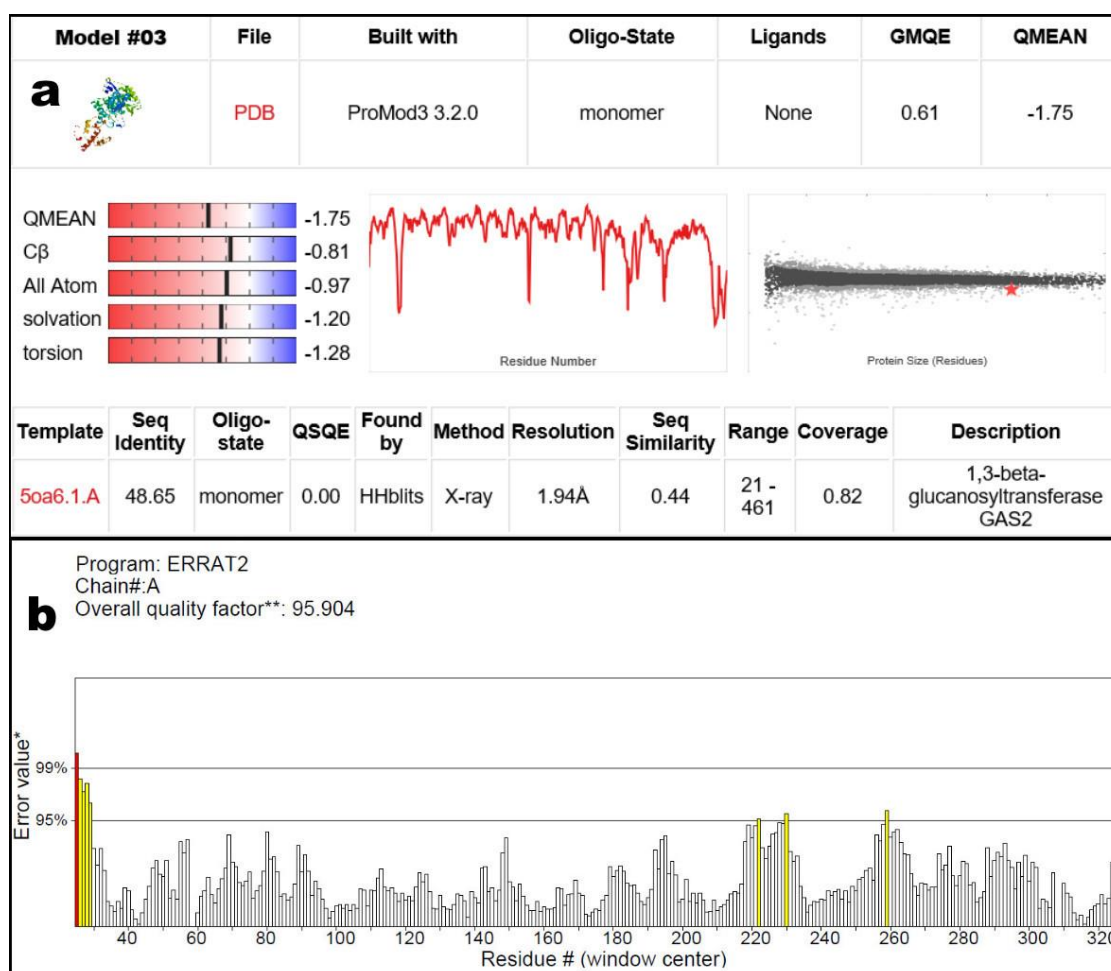 Model #03 File Built with Oligo-State Ligands GMQE QMEAN
a PDB ProMod3 3.2.0 monomer None 0.61 -1.75
QMEAN -1.75
Cβ -0.81
All Atom -0.97
solvation -1.20
torsion -1.28
Residue Number
Protein Size (Residues)
Template Seq Identity Oligo-state QSQE Found by Method Resolution Seq Similarity Range Coverage Description
5oa6.1.A 48.65 monomer 0.00 HHblits X-ray 1.94Å 0.44 21 - 461 0.82 1,3-beta-glucanosyltransferase GAS2
b
Program: ERRAT2
Chain#:A
Overall quality factor**: 95.904
Error value*
99%
95%
40 60 80 100 120 140 160 180 200 220 240 260 280 300 320
Residue # (window center)